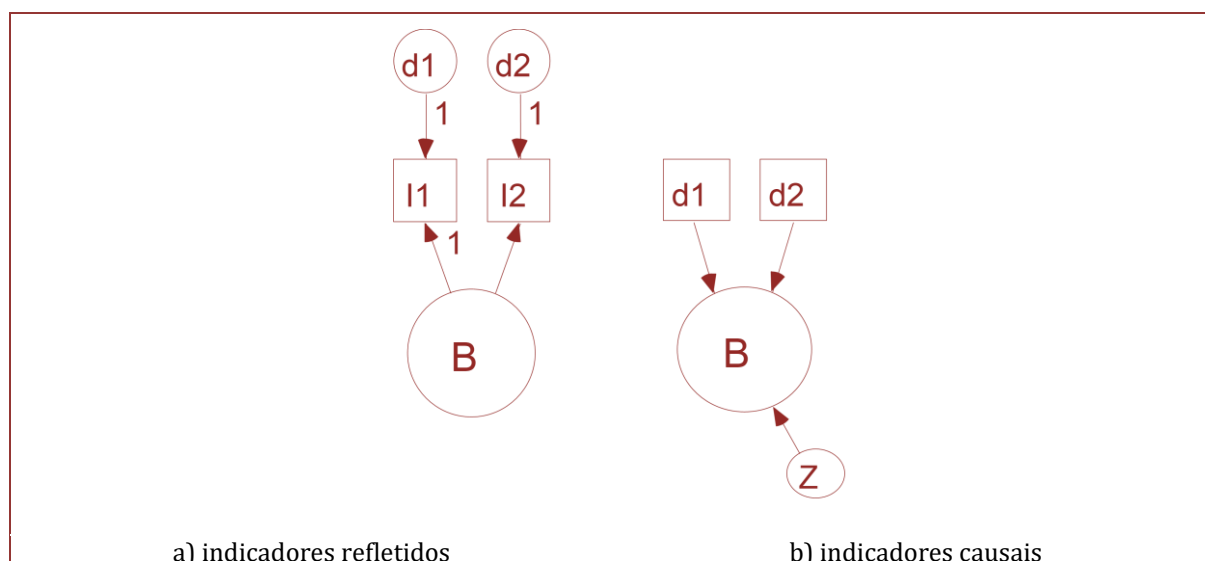 d1 d2
1 1
I1 I2
1
B
d1 d2
B
Z
a) indicadores refletidos
b) indicadores causais